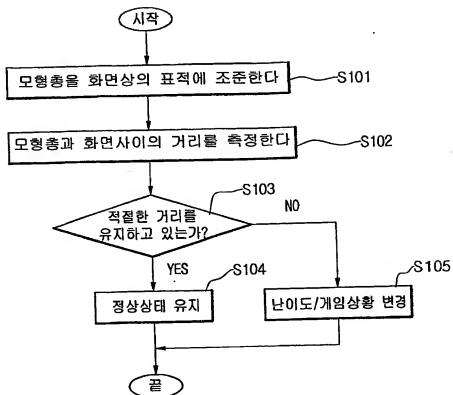 시작
모형총을 화면상의 표적에 조준한다
S101
모형총과 화면사이의 거리를 측정한다
S102
S103
적절한 거리를
유지하고 있는가?
NO
YES
S104
S105
정상상태 유지
난이도/게임상황 변경
끝